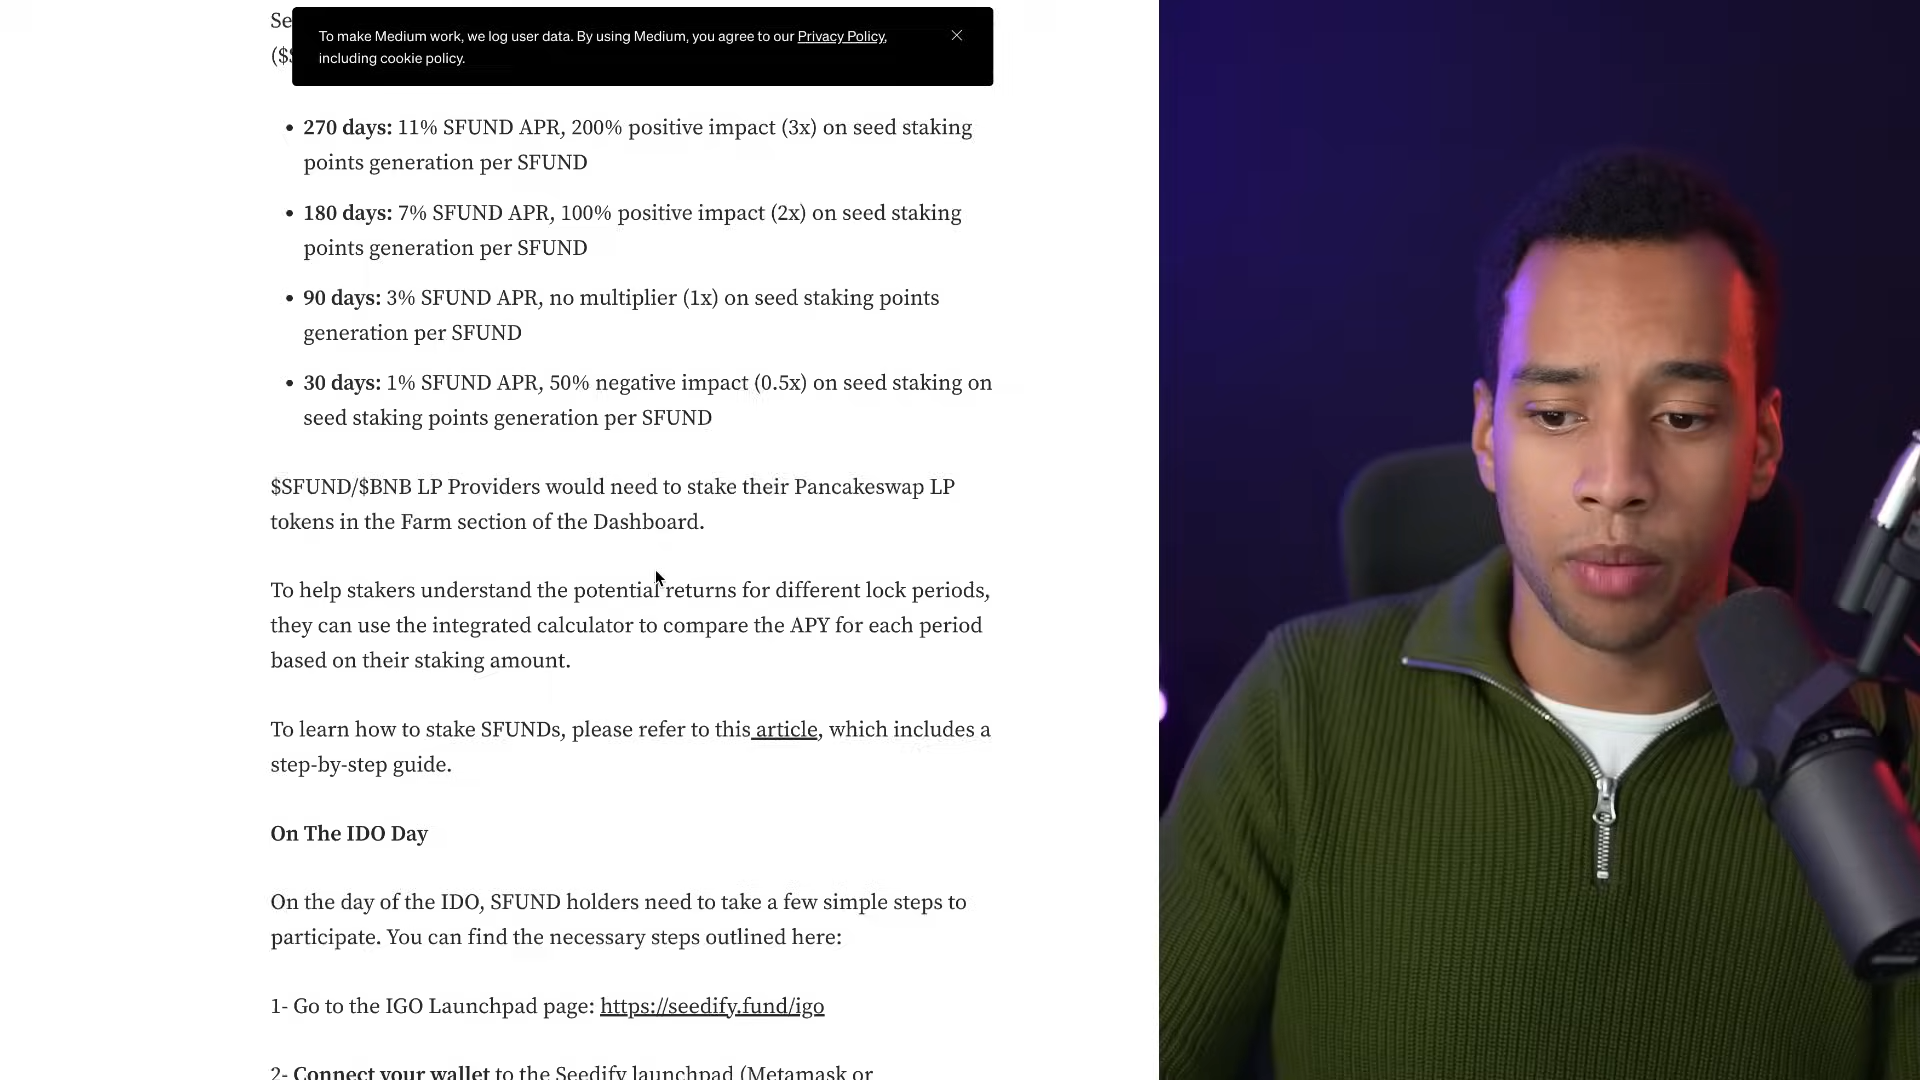 Se
To make Medium work, we log user data. By using Medium, you agree to our Privacy Policy,
including cookie policy.
($
270 days: 11% SFUND APR, 200% positive impact (3x) on seed staking
points generation per SFUND
180 days: 7% SFUND APR, 100% positive impact (2x) on seed staking
points generation per SFUND
90 days: 3% SFUND APR, no multiplier (1x) on seed staking points
generation per SFUND
30 days: 1% SFUND APR, 50% negative impact (0.5x) on seed staking on
seed staking points generation per SFUND
$SFUND/$BNB LP Providers would need to stake their Pancakeswap LP
tokens in the Farm section of the Dashboard.
To help stakers understand the potential returns for different lock periods,
they can use the integrated calculator to compare the APY for each period
based on their staking amount.
To learn how to stake SFUNDs, please refer to this article, which includes a
step-by-step guide.
On The IDO Day
On the day of the IDO, SFUND holders need to take a few simple steps to
participate. You can find the necessary steps outlined here:
1- Go to the IGO Launchpad page: https://seedify.fund/igo
2- Connect your wallet to the Seedify launchpad (Metamask or